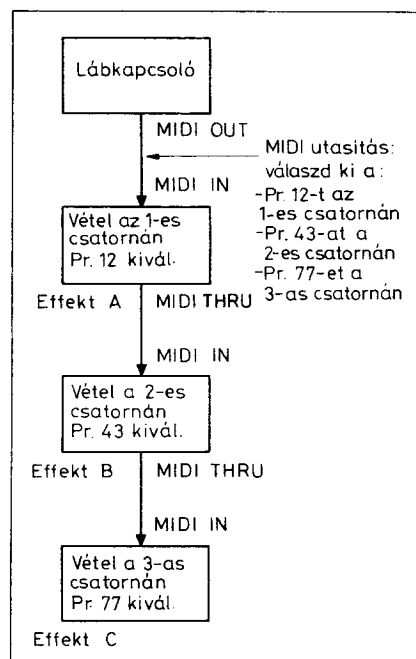 Lábkapcsoló
MIDI OUT
MIDI utasítás:
válaszd ki a:
-Pr. 12-t az
1-es csatornán
-Pr. 43-at a
2-es csatornán
-Pr. 77-et a
3-as csatornán
MIDI IN
Vétel az 1-es
csatornán
Pr. 12 kivál.
Effekt A
MIDI THRU
MIDI IN
Vétel a 2-es
csatornán
Pr. 43 kivál.
Effekt B
MIDI THRU
MIDI IN
Vétel a 3-as
csatornán
Pr. 77 kivál.
Effekt C